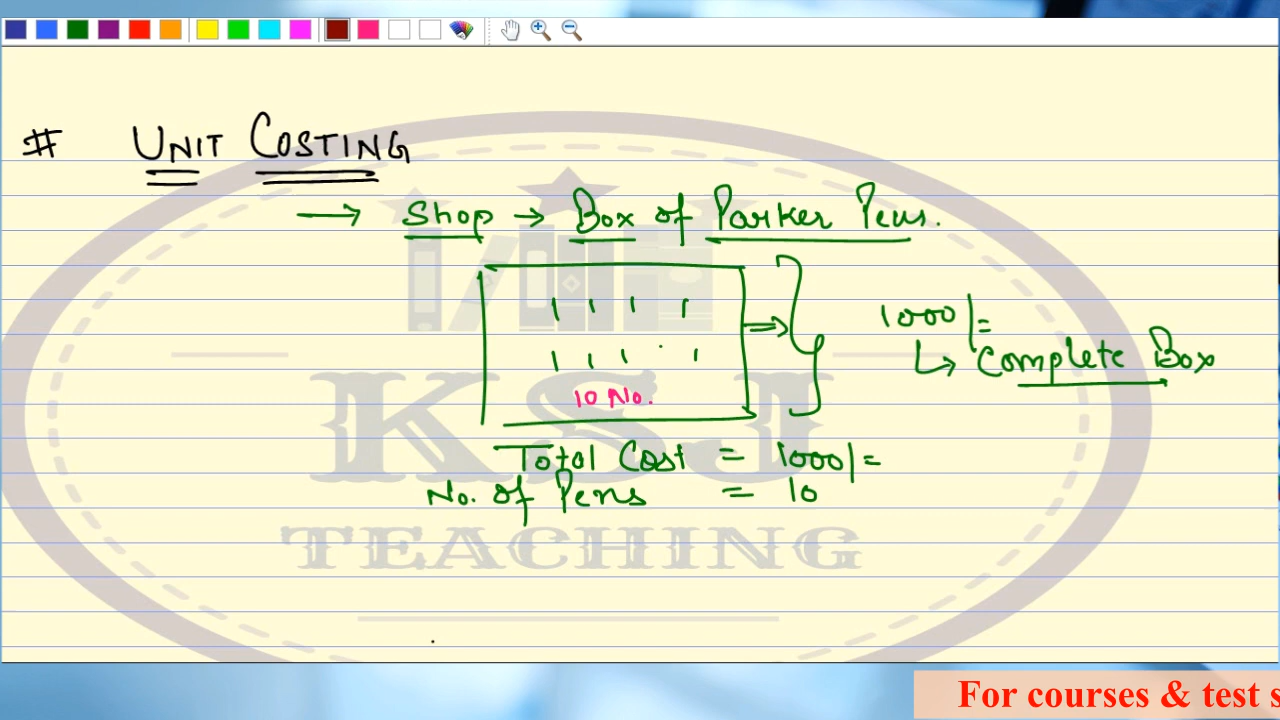 # UNIT COSTING
→ Shop → Box of Parker Pens.
1000/=
↳ Complete Box
10 No.
Total Cost = 1000/=
No. of Pens = 10
KSJ
TEACHING
For courses & test s